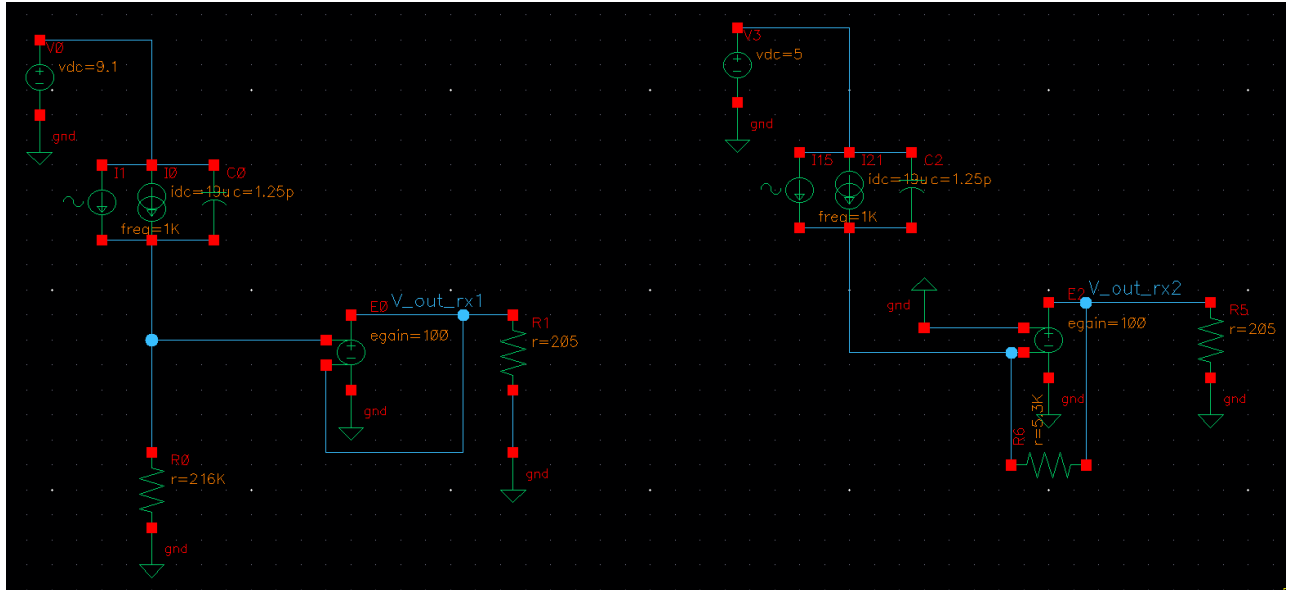 V0
vdc=9.1
gnd
I1
I0
C0
idc=19u
c=1.25p
freq=1K
E0
V_out_rx1
egain=100
R1
r=205
gnd
gnd
R0
r=216K
gnd
V3
vdc=5
gnd
I15
I21
C2
idc=19u
c=1.25p
freq=1K
gnd
E2
V_out_rx2
egain=100
R5
r=205
gnd
gnd
R6
r=5.3K